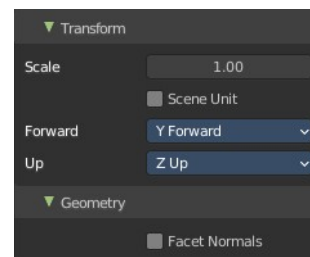 Transform
Scale 1.00
Scene Unit
Forward Y Forward
Up Z Up
Geometry
Facet Normals